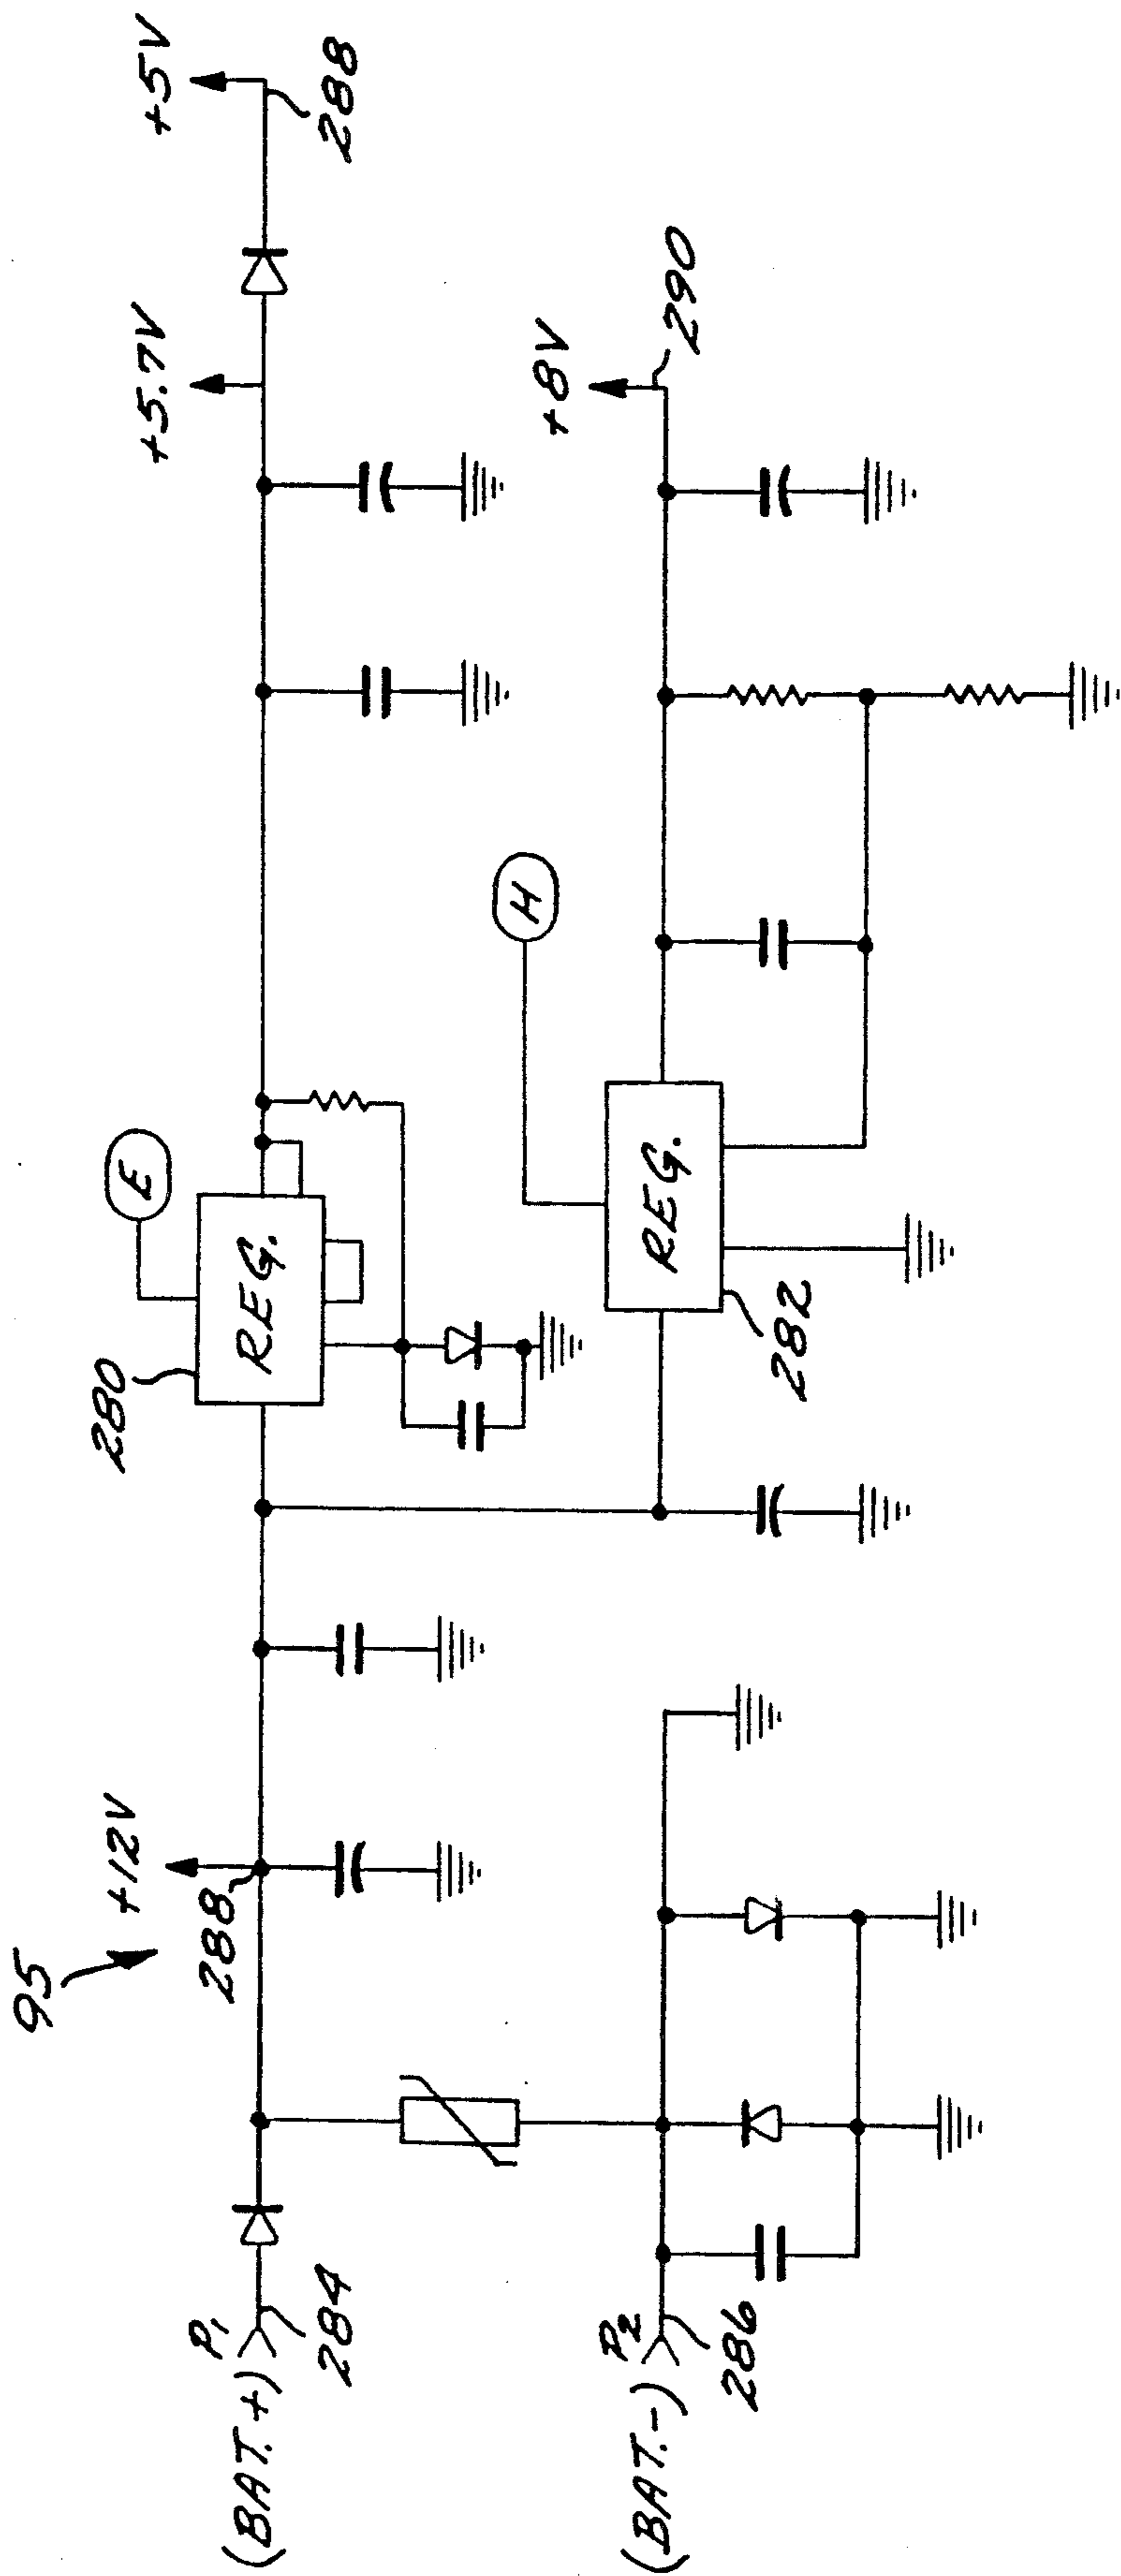 95
+12V
288
280
REG.
E
+5.7V
+5V
288
(BAT. +)
P1
284
H
REG.
282
+8V
290
(BAT. -)
P2
286